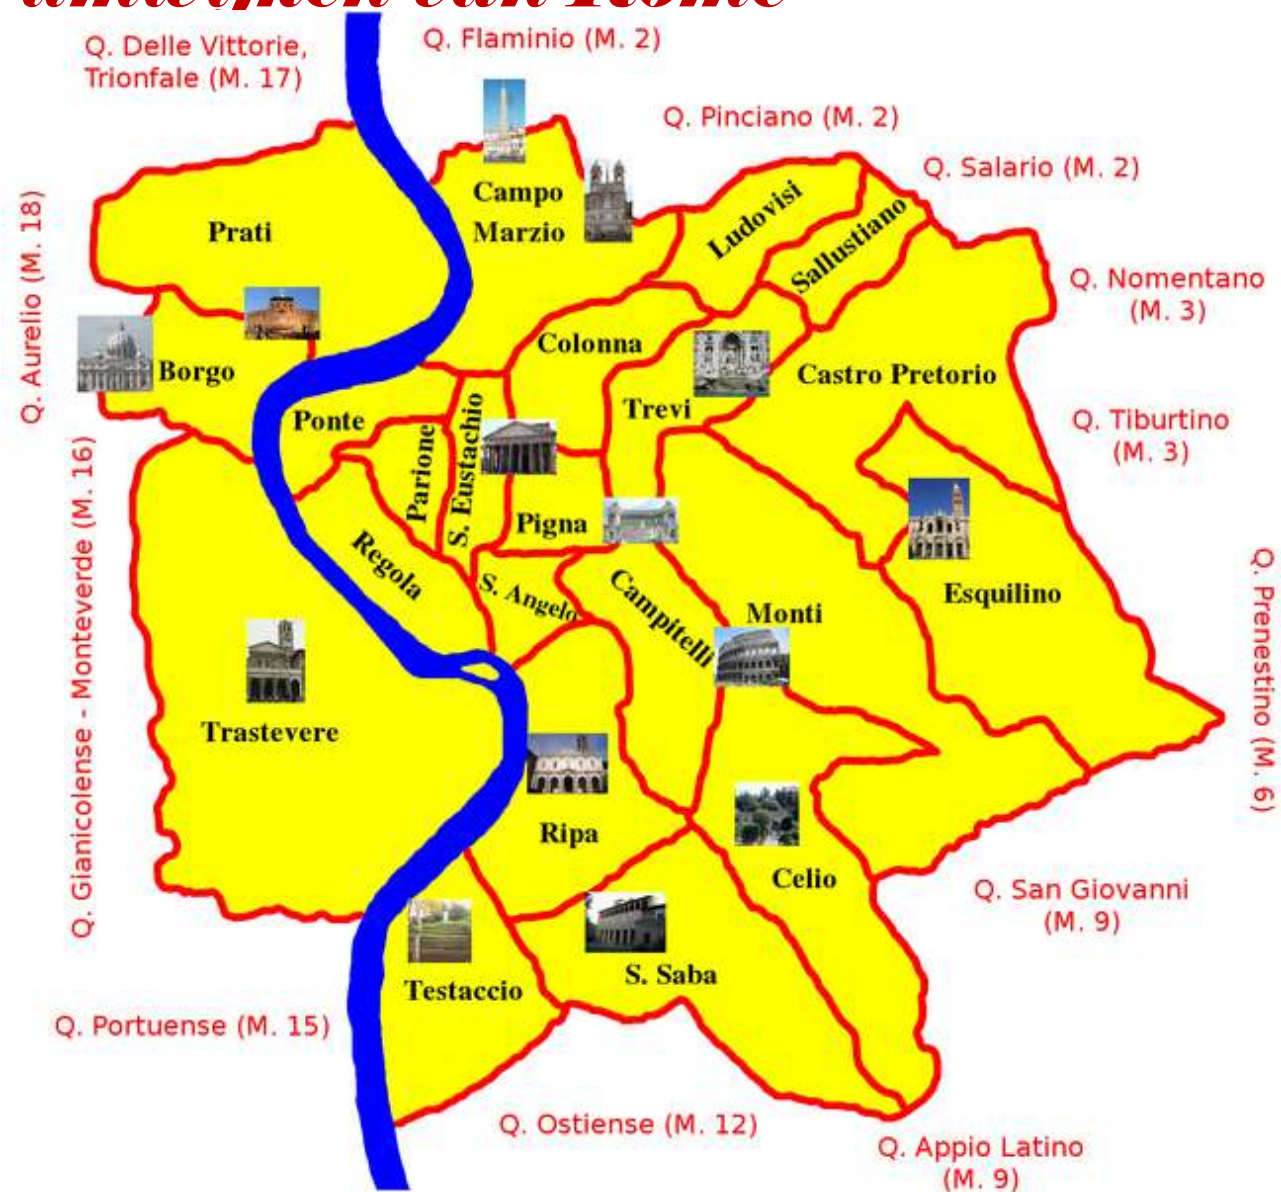 van Rome
Q. Delle Vittorie,
Trionfale (M. 17)
Q. Flaminio (M. 2)
Q. Pinciano (M. 2)
Q. Salario (M. 2)
Q. Nomentano
(M. 3)
Q. Tiburtino
(M. 3)
Q. Prenestino (M. 6)
Q. San Giovanni
(M. 9)
Q. Appio Latino
(M. 9)
Q. Ostiense (M. 12)
Q. Portuense (M. 15)
Q. Gianicolense - Monteverde (M. 16)
Q. Aurelio (M. 18)
Prati
Campo
Marzio
Ludovisi
Sallustiano
Borgo
Colonna
Castro Pretorio
Ponte
Trevi
Parione
S. Eustachio
Pigna
Regola
S. Angelo
Campitelli
Monti
Esquilino
Trastevere
Ripa
Celio
Testaccio
S. Saba